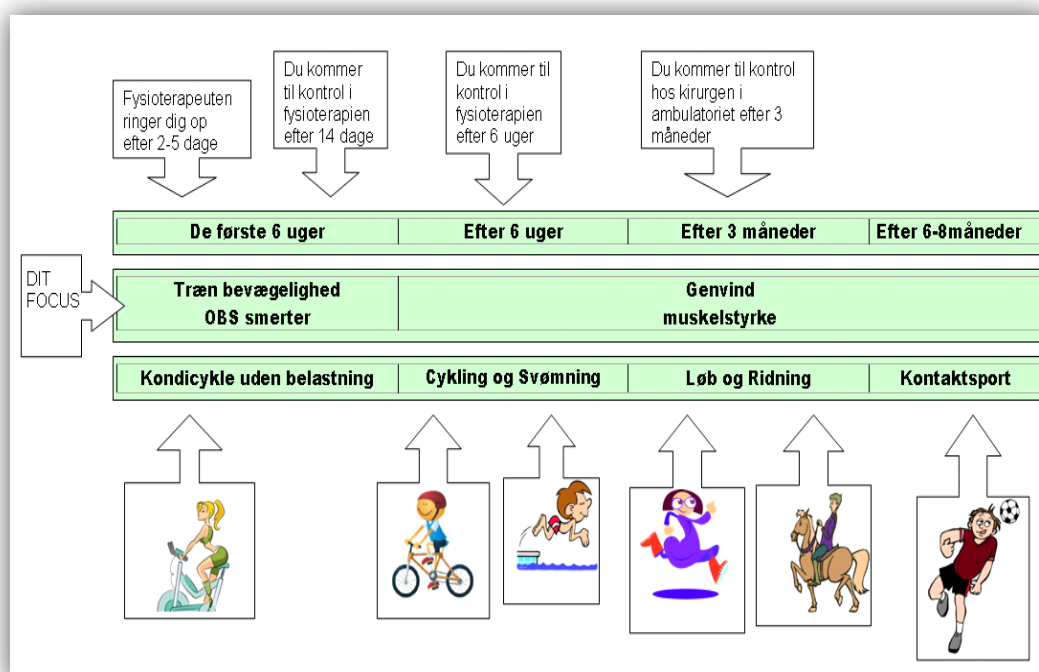 Fysioterapeuten
ringer dig op
efter 2-5 dage
Du kommer
til kontrol i
fysioterapien
efter 14 dage
Du kommer til
kontrol i
fysioterapien
efter 6 uger
Du kommer til kontrol
hos kirurgen i
ambulatoriet efter 3
måneder
De første 6 uger
Efter 6 uger
Efter 3 måneder
Efter 6-8måneder
DIT
FOCUS
Træn bevægelighed
OBS smerter
Genvind
muskelstyrke
Kondicykle uden belastning
Cykling og Svømning
Løb og Ridning
Kontaktsport